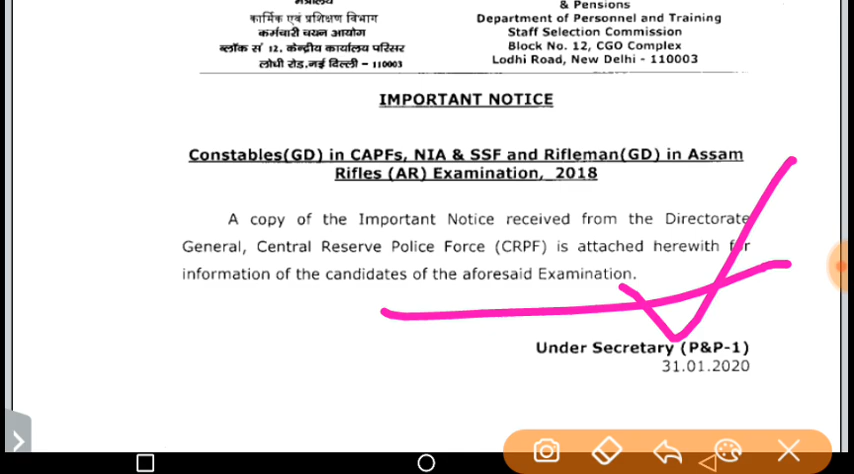 मंत्रालय
कार्मिक एवं प्रशिक्षण विभाग
कर्मचारी चयन आयोग
ब्लॉक सं 12, केन्द्रीय कार्यालय परिसर
लोधी रोड,नई दिल्ली – 110003
& Pensions
Department of Personnel and Training
Staff Selection Commission
Block No. 12, CGO Complex
Lodhi Road, New Delhi - 110003
IMPORTANT NOTICE
Constables(GD) in CAPFs, NIA & SSF and Rifleman(GD) in Assam
Rifles (AR) Examination, 2018
A copy of the Important Notice received from the Directorate
General, Central Reserve Police Force (CRPF) is attached herewith for
information of the candidates of the aforesaid Examination.
Under Secretary (P&P-1)
31.01.2020